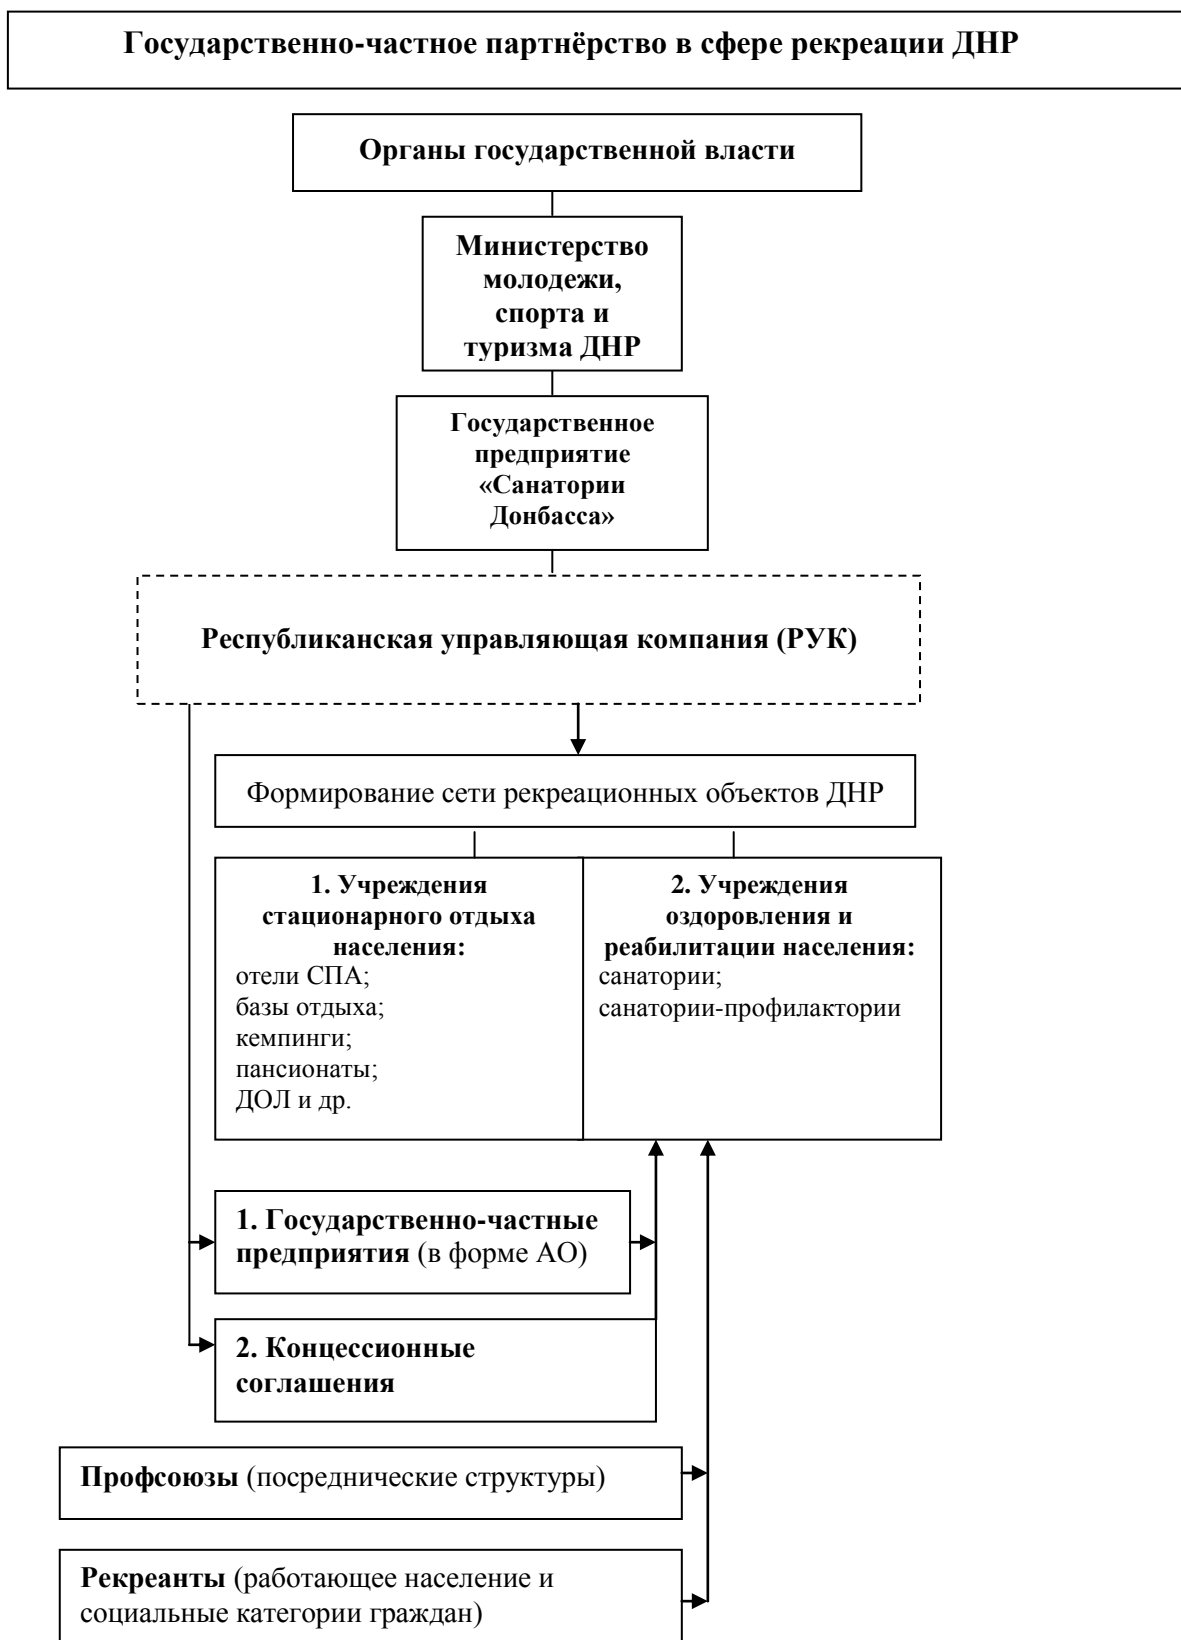 Государственно-частное партнёрство в сфере рекреации ДНР
Органы государственной власти
Министерство
молодежи,
спорта и
туризма ДНР
Государственное
предприятие
«Санатории
Донбасса»
Республиканская управляющая компания (РУК)
Формирование сети рекреационных объектов ДНР
1. Учреждения
стационарного отдыха
населения:
отели СПА;
базы отдыха;
кемпинги;
пансионаты;
ДОЛ и др.
2. Учреждения
оздоровления и
реабилитации населения:
санатории;
санатории-профилактории
1. Государственно-частные
предприятия (в форме АО)
2. Концессионные
соглашения
Профсоюзы (посреднические структуры)
Рекреанты (работающее население и
социальные категории граждан)